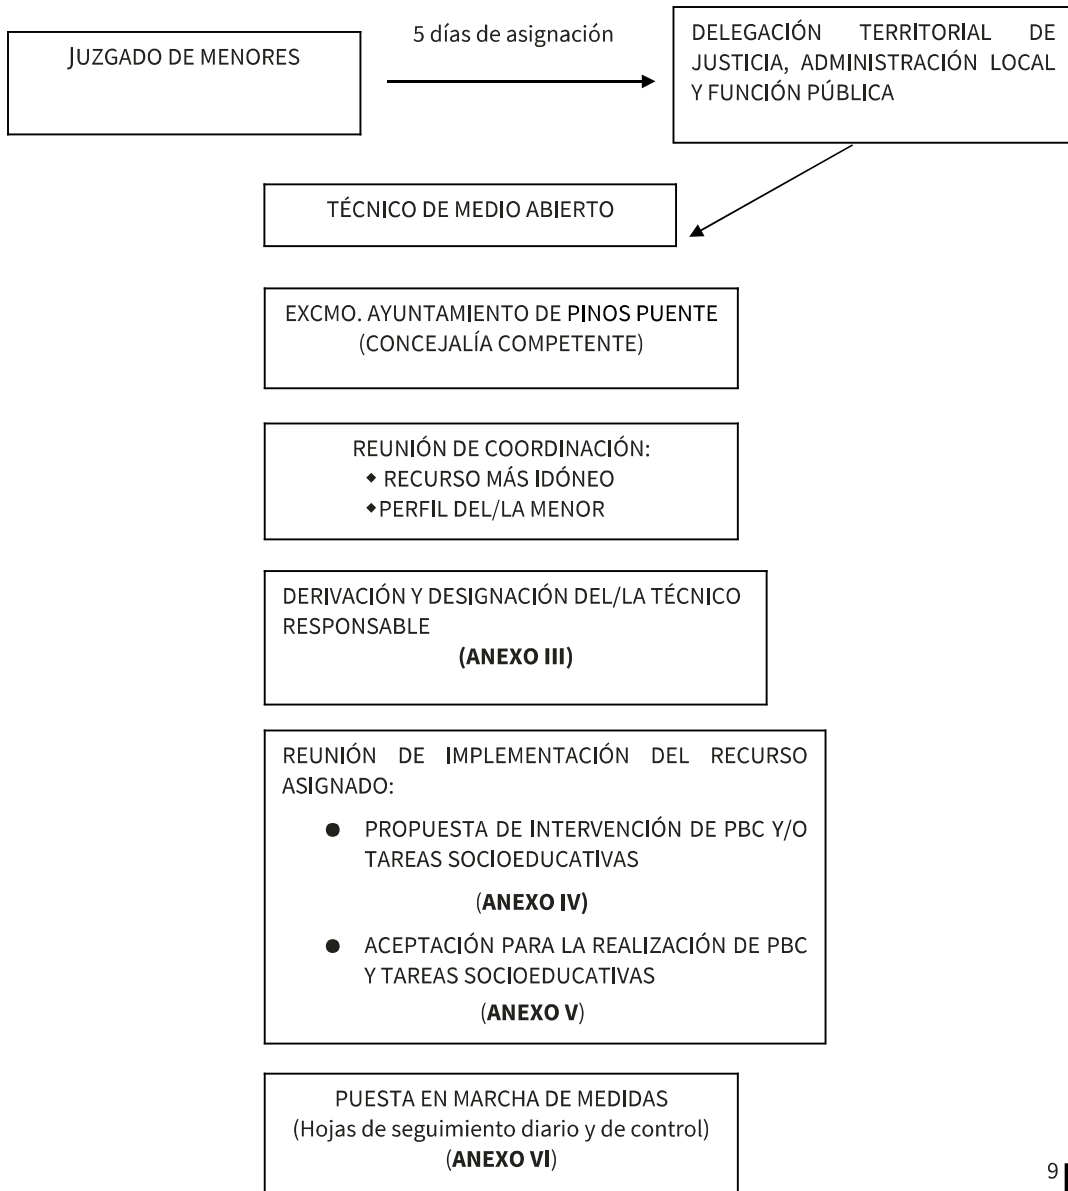 JUZGADO DE MENORES
5 días de asignación
DELEGACIÓN TERRITORIAL DE
JUSTICIA, ADMINISTRACIÓN LOCAL
Y FUNCIÓN PÚBLICA
TÉCNICO DE MEDIO ABIERTO
EXCMO. AYUNTAMIENTO DE PINOS PUENTE
(CONCEJALÍA COMPETENTE)
REUNIÓN DE COORDINACIÓN:
◆ RECURSO MÁS IDÓNEO
◆PERFIL DEL/LA MENOR
DERIVACIÓN Y DESIGNACIÓN DEL/LA TÉCNICO
RESPONSABLE
(ANEXO III)
REUNIÓN DE IMPLEMENTACIÓN DEL RECURSO
ASIGNADO:
● PROPUESTA DE INTERVENCIÓN DE PBC Y/O
TAREAS SOCIOEDUCATIVAS
(ANEXO IV)
● ACEPTACIÓN PARA LA REALIZACIÓN DE PBC
Y TAREAS SOCIOEDUCATIVAS
(ANEXO V)
PUESTA EN MARCHA DE MEDIDAS
(Hojas de seguimiento diario y de control)
(ANEXO VI)
9